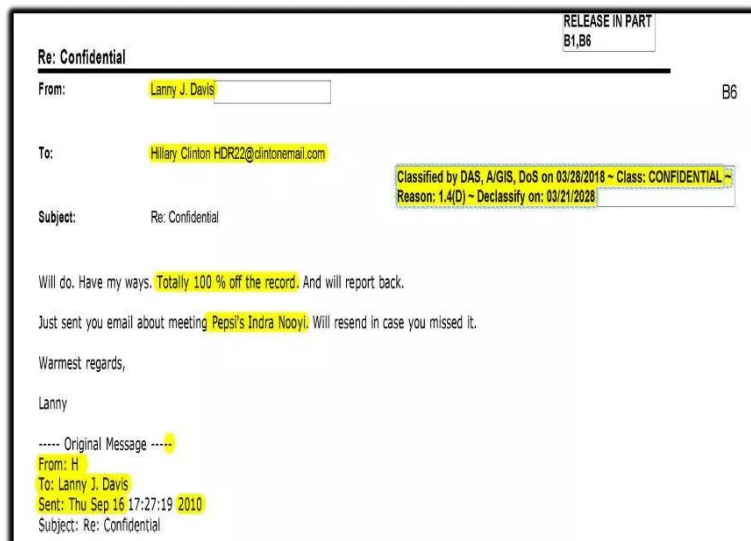 RELEASE IN PART
B1,B6
Re: Confidential
From: Lanny J. Davis
B6
To: Hillary Clinton HDR22@clintonemail.com
Classified by DAS, A/GIS, DoS on 03/28/2018 ~ Class: CONFIDENTIAL ~
Reason: 1.4(D) ~ Declassify on: 03/21/2028
Subject: Re: Confidential
Will do. Have my ways. Totally 100 % off the record. And will report back.
Just sent you email about meeting Pepsi's Indra Nooyi. Will resend in case you missed it.
Warmest regards,
Lanny
----- Original Message -----
From: H
To: Lanny J. Davis
Sent: Thu Sep 16 17:27:19 2010
Subject: Re: Confidential